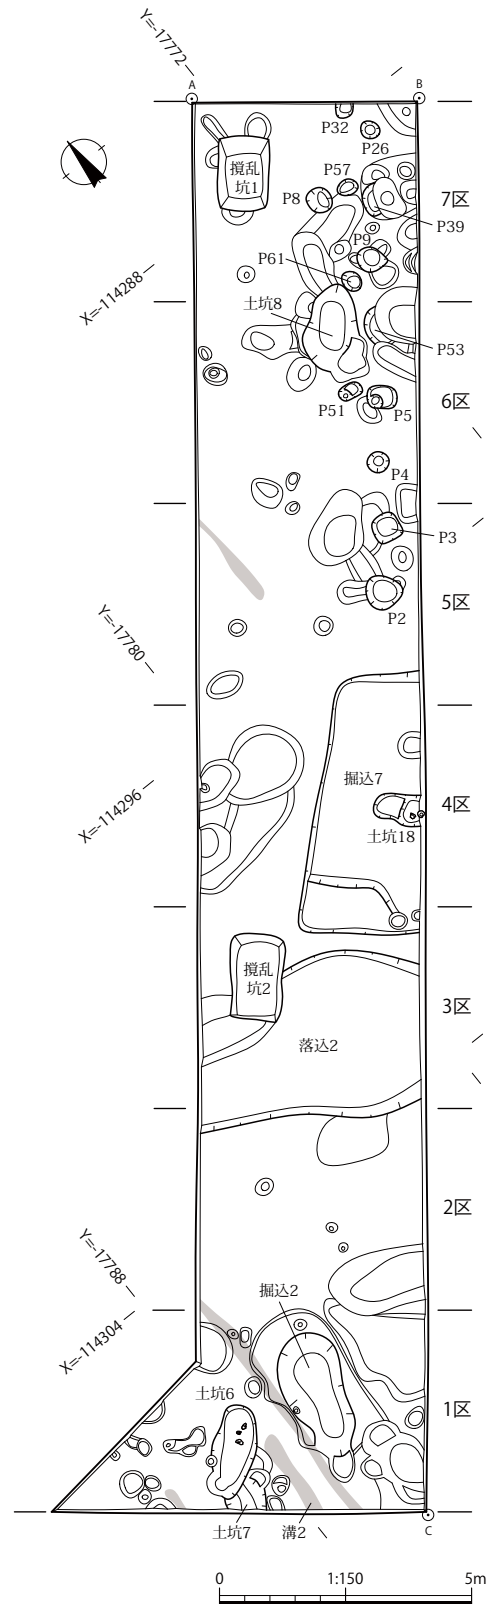 Y=-17772
A
B
P32
P26
攪乱
坑1
P57
P8
7区
P39
P9
P61
X=-114288
土坑8
P53
P51
P5
6区
P4
P3
5区
P2
Y=-17780
掘込7
X=-114296
4区
土坑18
攪乱
坑2
3区
落込2
2区
Y=-17788
掘込2
X=-114304
土坑6
1区
土坑7
溝2
C
0
1:150
5m